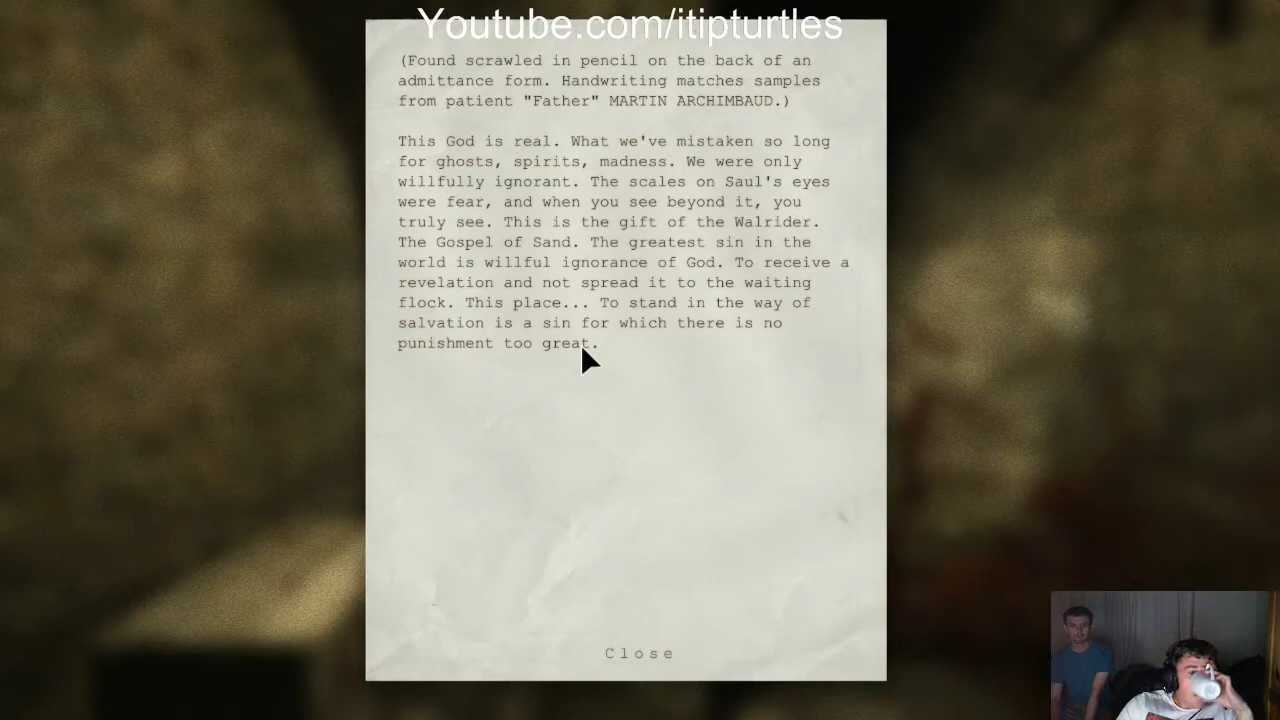 Youtube.com/itipturtles
(Found scrawled in pencil on the back of an
admittance form. Handwriting matches samples
from patient "Father" MARTIN ARCHIMBAUD.)
This God is real. What we've mistaken so long
for ghosts, spirits, madness. We were only
willfully ignorant. The scales on Saul's eyes
were fear, and when you see beyond it, you
truly see. This is the gift of the Walrider.
The Gospel of Sand. The greatest sin in the
world is willful ignorance of God. To receive a
revelation and not spread it to the waiting
flock. This place... To stand in the way of
salvation is a sin for which there is no
punishment too great.
Close